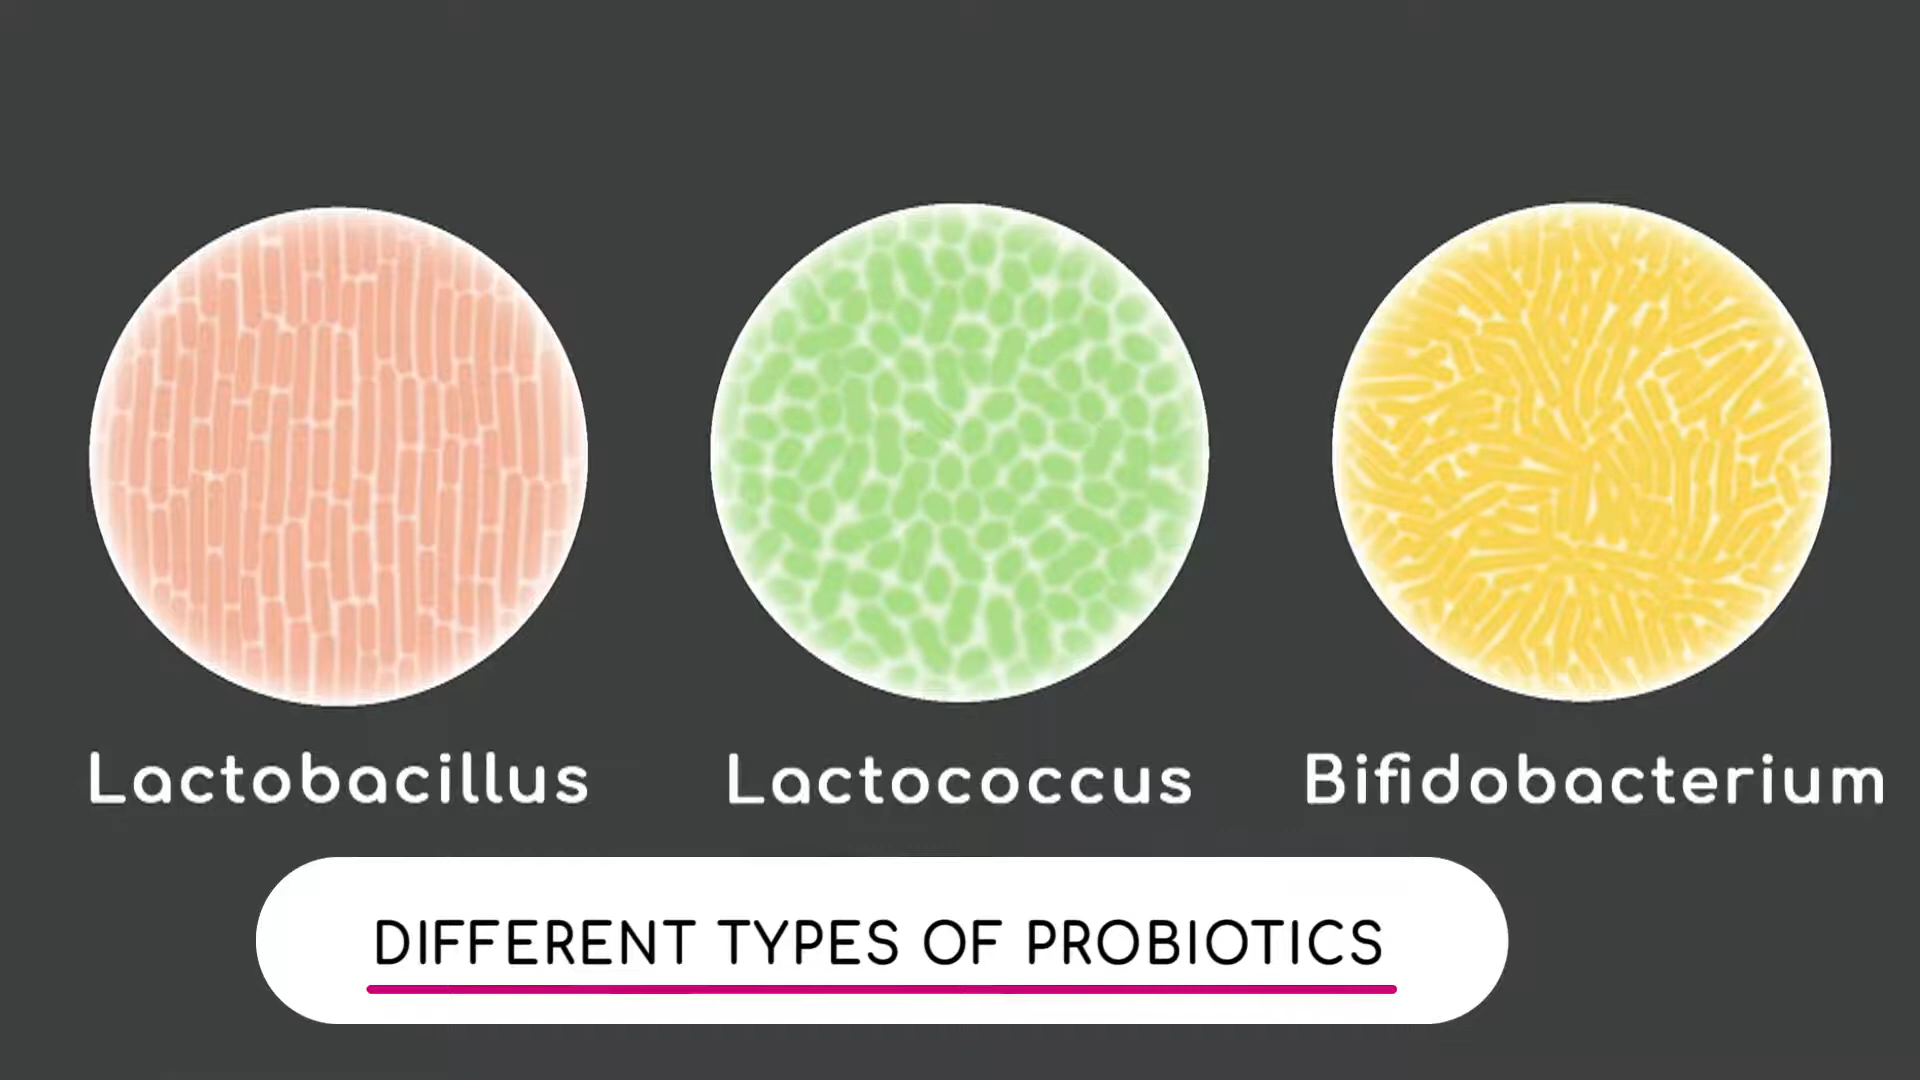 Lactobacillus
Lactococcus
Bifidobacterium
DIFFERENT TYPES OF PROBIOTICS